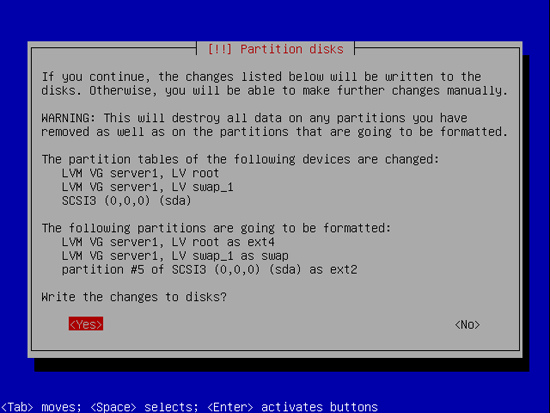 [!!] Partition disks
If you continue, the changes listed below will be written to the
disks. Otherwise, you will be able to make further changes manually.
WARNING: This will destroy all data on any partitions you have
removed as well as on the partitions that are going to be formatted.
The partition tables of the following devices are changed:
LVM VG server1, LV root
LVM VG server1, LV swap_1
SCSI3 (0,0,0) (sda)
The following partitions are going to be formatted:
LVM VG server1, LV root as ext4
LVM VG server1, LV swap_1 as swap
partition #5 of SCSI3 (0,0,0) (sda) as ext2
Write the changes to disks?
<Yes> <No>
<Tab> moves; <Space> selects; <Enter> activates buttons